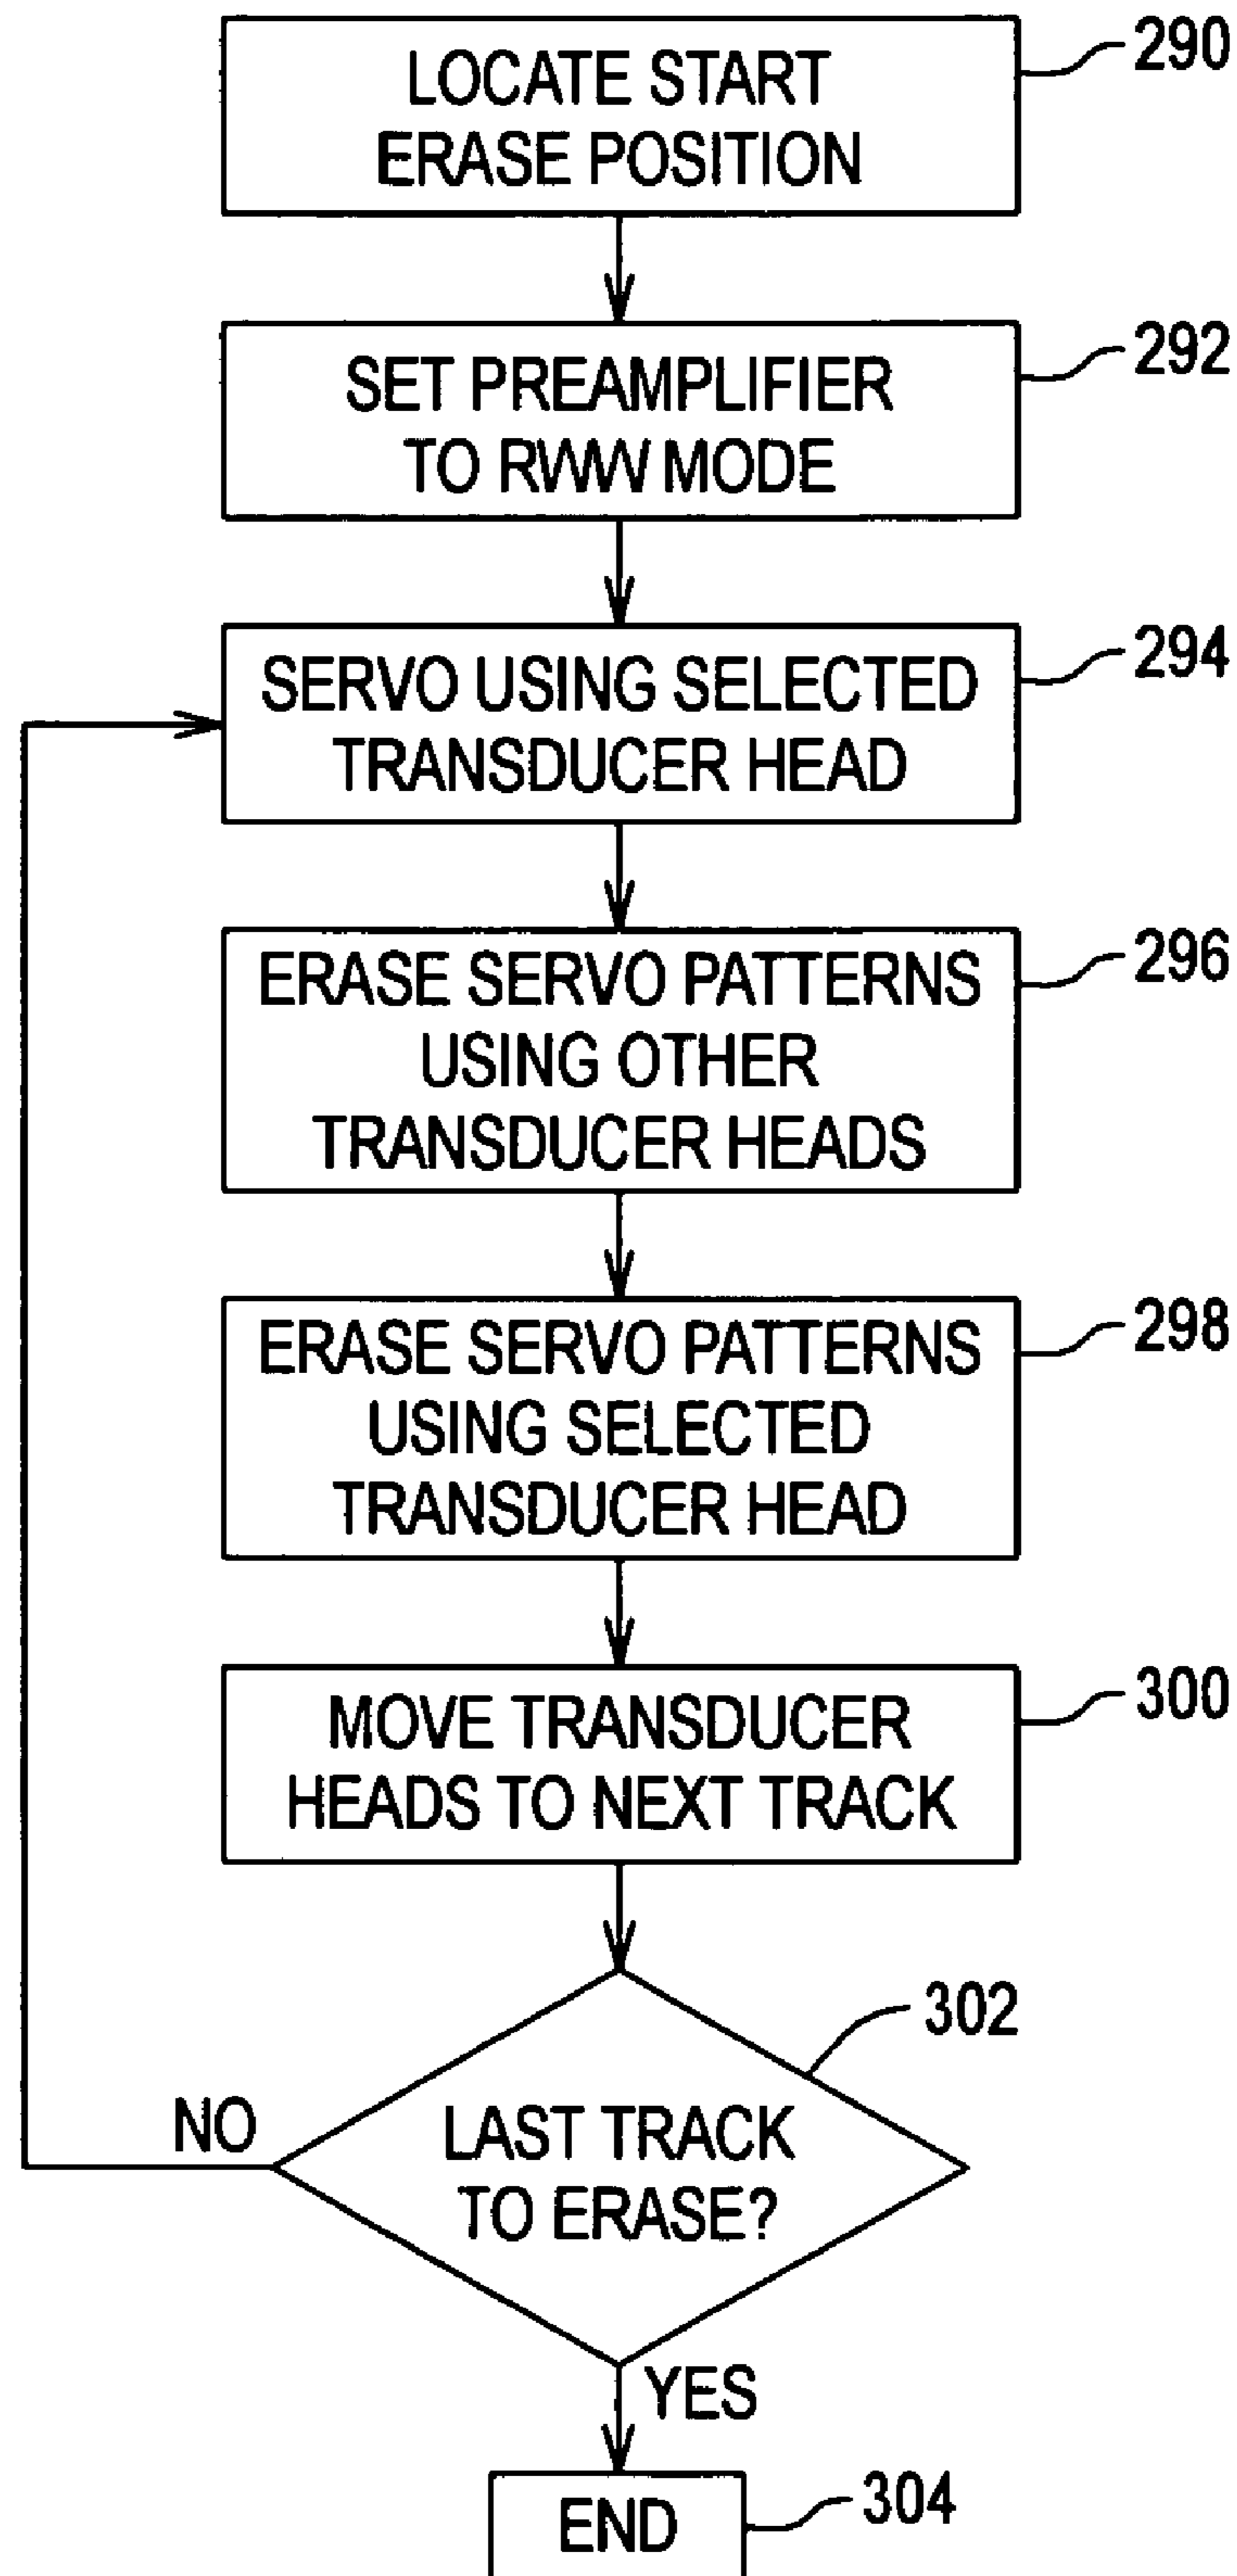 LOCATE START
ERASE POSITION
290
SET PREAMPLIFIER
TO RWW MODE
292
SERVO USING SELECTED
TRANSDUCER HEAD
294
ERASE SERVO PATTERNS
USING OTHER
TRANSDUCER HEADS
296
ERASE SERVO PATTERNS
USING SELECTED
TRANSDUCER HEAD
298
MOVE TRANSDUCER
HEADS TO NEXT TRACK
300
LAST TRACK
TO ERASE?
302
NO
YES
END
304